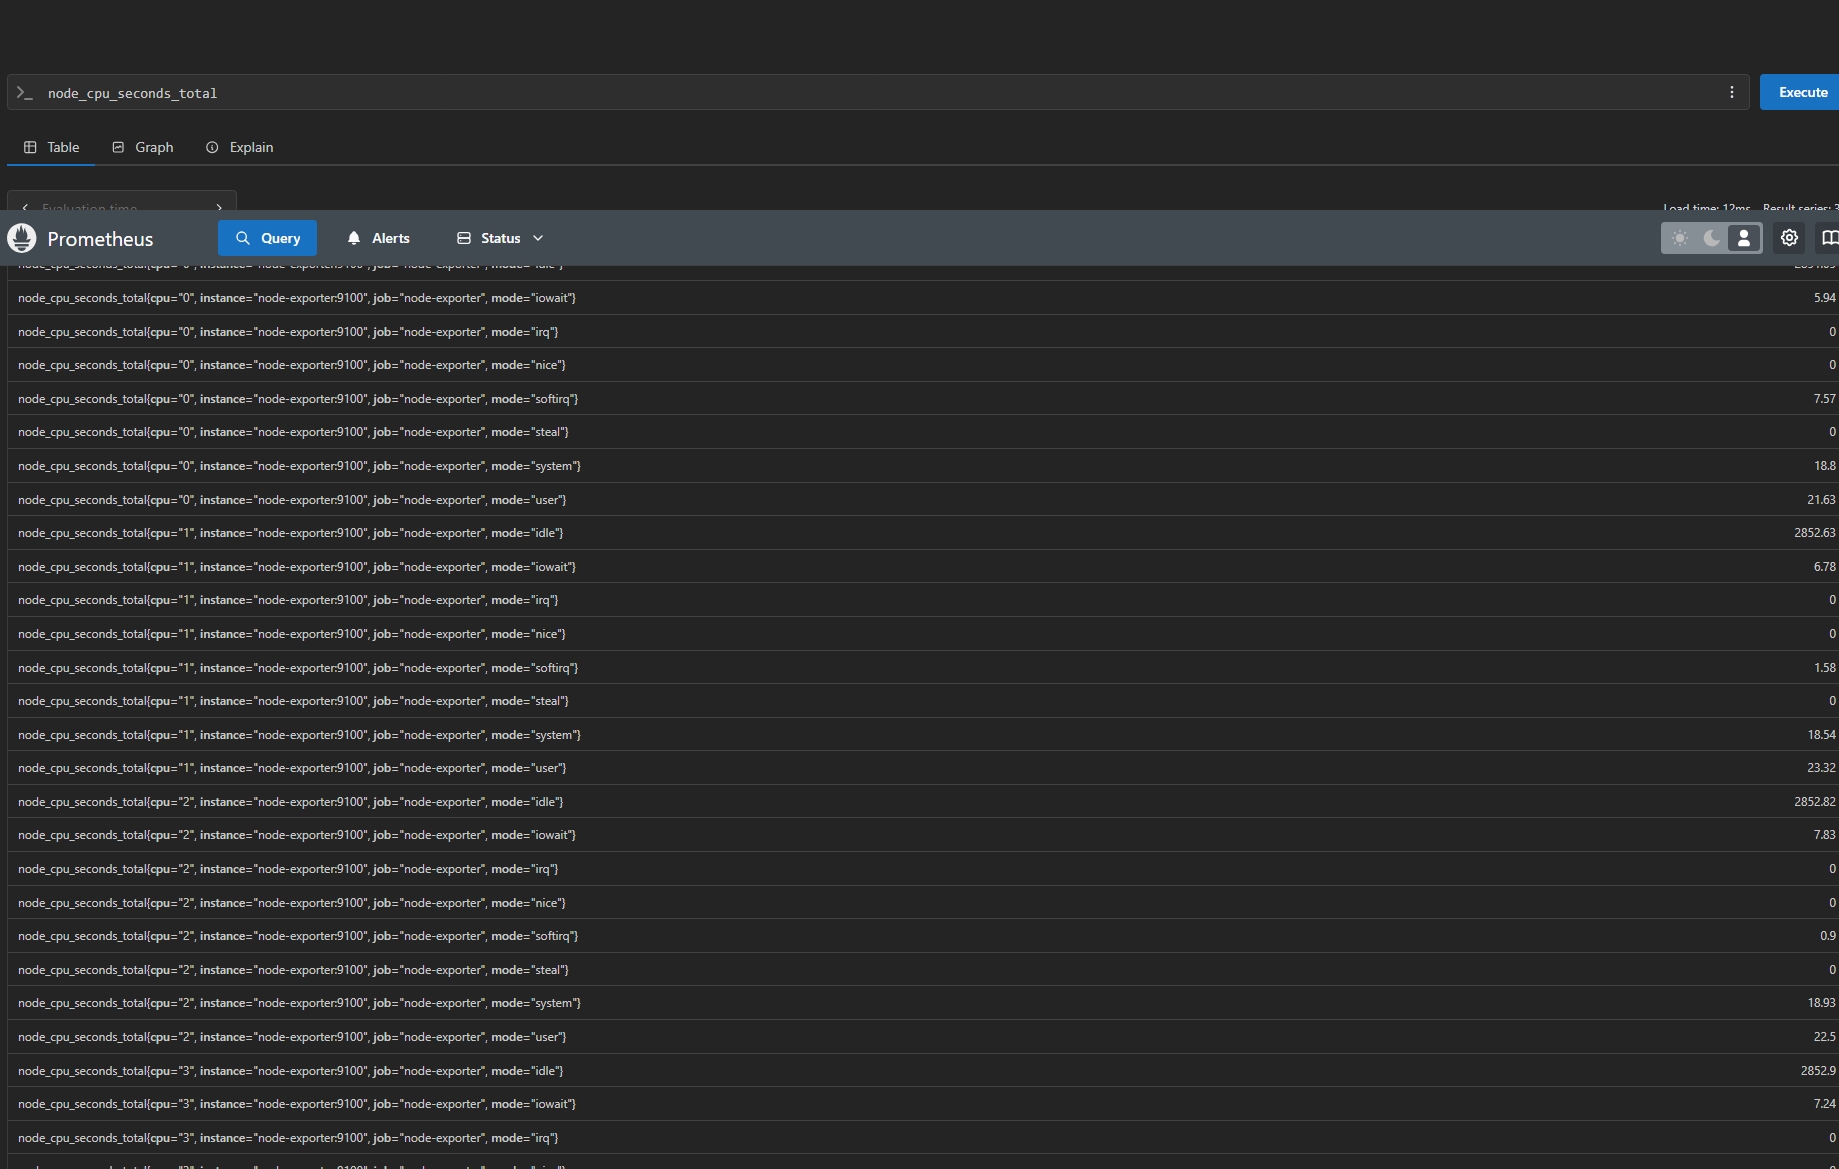 node_cpu_seconds_total
Execute
Table Graph Explain
Evaluation time
Load time: 12ms Result series: 3
Prometheus Query Alerts Status
node_cpu_seconds_total{cpu="0", instance="node-exporter:9100", job="node-exporter", mode="idle"}
node_cpu_seconds_total{cpu="0", instance="node-exporter:9100", job="node-exporter", mode="iowait"} 5.94
node_cpu_seconds_total{cpu="0", instance="node-exporter:9100", job="node-exporter", mode="irq"} 0
node_cpu_seconds_total{cpu="0", instance="node-exporter:9100", job="node-exporter", mode="nice"} 0
node_cpu_seconds_total{cpu="0", instance="node-exporter:9100", job="node-exporter", mode="softirq"} 7.57
node_cpu_seconds_total{cpu="0", instance="node-exporter:9100", job="node-exporter", mode="steal"} 0
node_cpu_seconds_total{cpu="0", instance="node-exporter:9100", job="node-exporter", mode="system"} 18.8
node_cpu_seconds_total{cpu="0", instance="node-exporter:9100", job="node-exporter", mode="user"} 21.63
node_cpu_seconds_total{cpu="1", instance="node-exporter:9100", job="node-exporter", mode="idle"} 2852.63
node_cpu_seconds_total{cpu="1", instance="node-exporter:9100", job="node-exporter", mode="iowait"} 6.78
node_cpu_seconds_total{cpu="1", instance="node-exporter:9100", job="node-exporter", mode="irq"} 0
node_cpu_seconds_total{cpu="1", instance="node-exporter:9100", job="node-exporter", mode="nice"} 0
node_cpu_seconds_total{cpu="1", instance="node-exporter:9100", job="node-exporter", mode="softirq"} 1.58
node_cpu_seconds_total{cpu="1", instance="node-exporter:9100", job="node-exporter", mode="steal"} 0
node_cpu_seconds_total{cpu="1", instance="node-exporter:9100", job="node-exporter", mode="system"} 18.54
node_cpu_seconds_total{cpu="1", instance="node-exporter:9100", job="node-exporter", mode="user"} 23.32
node_cpu_seconds_total{cpu="2", instance="node-exporter:9100", job="node-exporter", mode="idle"} 2852.82
node_cpu_seconds_total{cpu="2", instance="node-exporter:9100", job="node-exporter", mode="iowait"} 7.83
node_cpu_seconds_total{cpu="2", instance="node-exporter:9100", job="node-exporter", mode="irq"} 0
node_cpu_seconds_total{cpu="2", instance="node-exporter:9100", job="node-exporter", mode="nice"} 0
node_cpu_seconds_total{cpu="2", instance="node-exporter:9100", job="node-exporter", mode="softirq"} 0.9
node_cpu_seconds_total{cpu="2", instance="node-exporter:9100", job="node-exporter", mode="steal"} 0
node_cpu_seconds_total{cpu="2", instance="node-exporter:9100", job="node-exporter", mode="system"} 18.93
node_cpu_seconds_total{cpu="2", instance="node-exporter:9100", job="node-exporter", mode="user"} 22.5
node_cpu_seconds_total{cpu="3", instance="node-exporter:9100", job="node-exporter", mode="idle"} 2852.9
node_cpu_seconds_total{cpu="3", instance="node-exporter:9100", job="node-exporter", mode="iowait"} 7.24
node_cpu_seconds_total{cpu="3", instance="node-exporter:9100", job="node-exporter", mode="irq"} 0